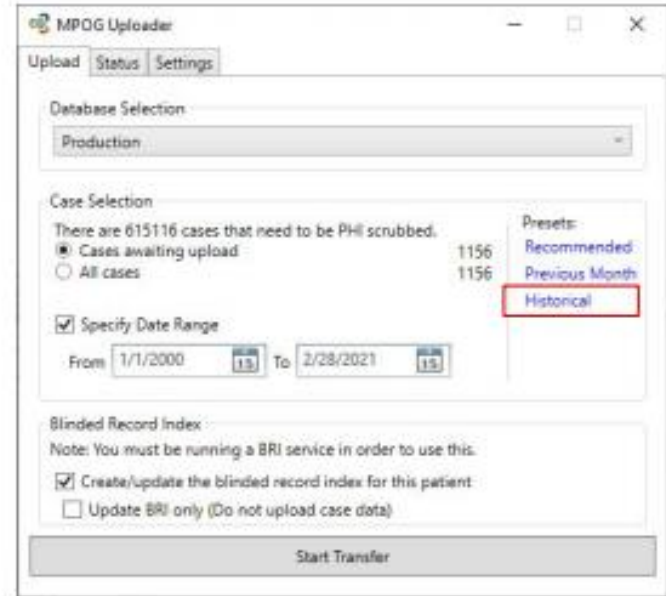 MPOG Uploader
Upload Status Settings
Database Selection
Production
Case Selection
There are 615116 cases that need to be PHI scrubbed.
Cases awaiting upload 1156
All cases 1156
Presets:
Recommended
Previous Month
Historical
Specify Date Range
From 1/1/2000 15 To 2/28/2021 15
Blinded Record Index
Note: You must be running a BRI service in order to use this.
Create/update the blinded record index for this patient
Update BRI only (Do not upload case data)
Start Transfer